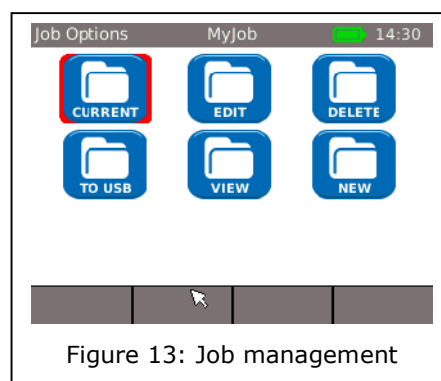 Job Options MyJob 14:30
CURRENT EDIT DELETE
TO USB VIEW NEW
Figure 13: Job management